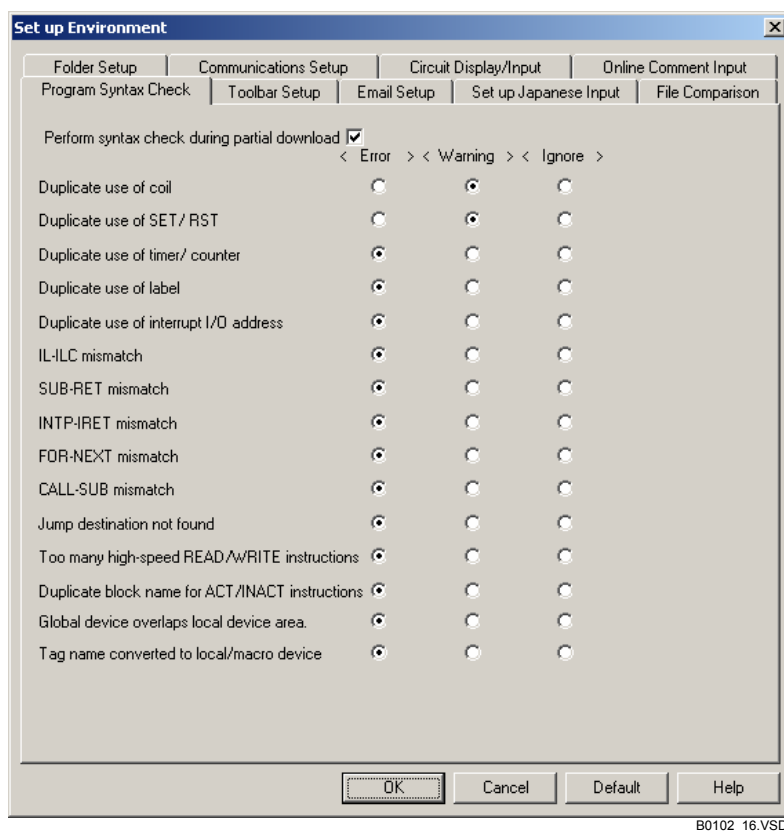 Set up Environment
Folder Setup Communications Setup Circuit Display/Input Online Comment Input
Program Syntax Check Toolbar Setup Email Setup Set up Japanese Input File Comparison
Perform syntax check during partial download
< Error > < Warning > < Ignore >
Duplicate use of coil
Duplicate use of SET/ RST
Duplicate use of timer/ counter
Duplicate use of label
Duplicate use of interrupt I/O address
IL-ILC mismatch
SUB-RET mismatch
INTP-IRET mismatch
FOR-NEXT mismatch
CALL-SUB mismatch
Jump destination not found
Too many high-speed READ/WRITE instructions
Duplicate block name for ACT/INACT instructions
Global device overlaps local device area.
Tag name converted to local/macro device
OK Cancel Default Help
B0102_16.VSD